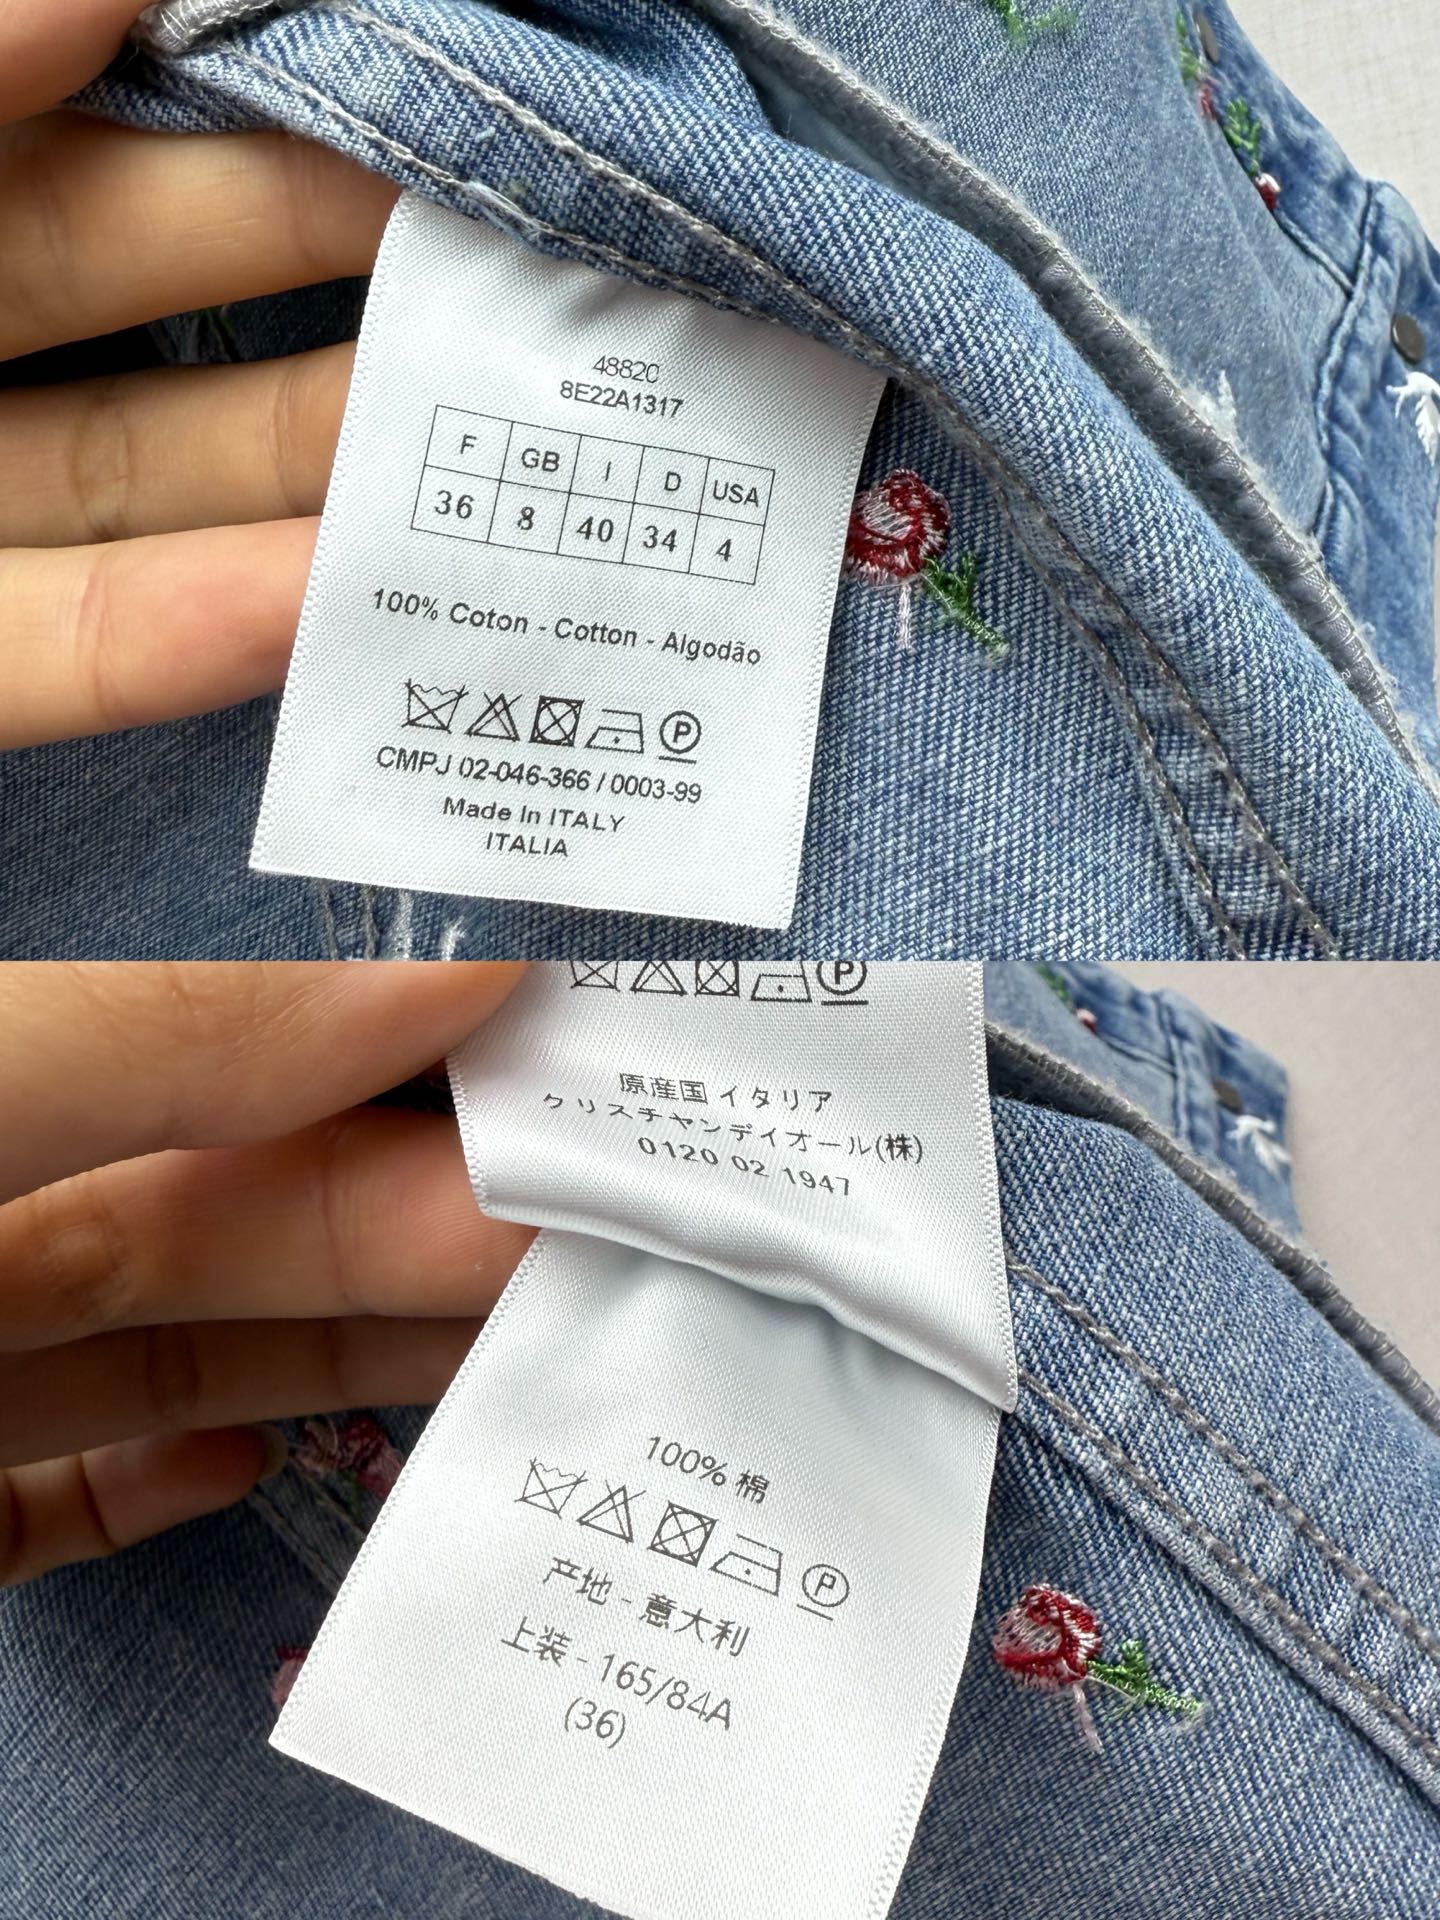 48820
8E22A1317
F GB I D USA
36 8 40 34 4
100% Coton - Cotton - Algodão
P
CMPJ 02-046-366 / 0003-99
Made in ITALY
ITALIA
P
原産国 イタリア
クリスチャンディオール(株)
0120 02 1947
100% 棉
P
产地 - 意大利
上装 - 165/84A
(36)